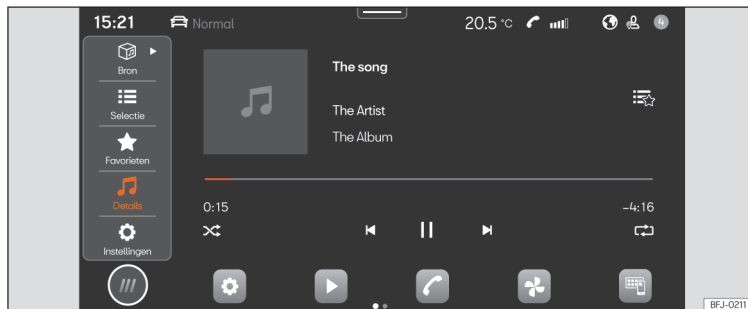 15:21 Normal 20.5 °C 4
Bron
Selectie
Favorieten
Details
Instellingen
The song
The Artist
The Album
0:15 -4:16
BFJ-0211